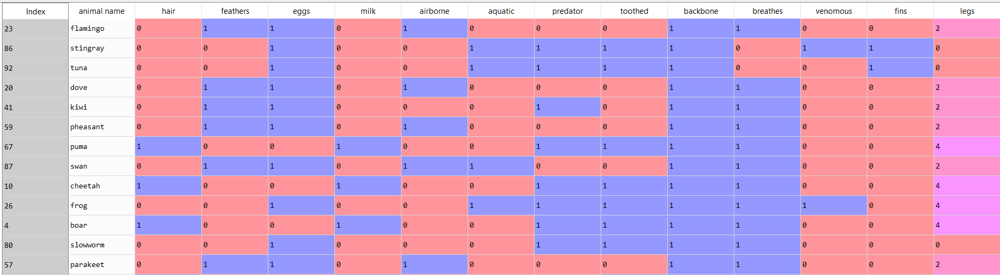 Index animal name hair feathers eggs milk airborne aquatic predator toothed backbone breathes venomous fins legs
23 flamingo 0 1 1 0 1 0 0 0 1 1 0 0 2
86 stingray 0 0 1 0 0 1 1 1 1 0 1 1 0
92 tuna 0 0 1 0 0 1 1 1 1 0 0 1 0
20 dove 0 1 1 0 1 0 0 0 1 1 0 0 2
41 kiwi 0 1 1 0 0 0 1 0 1 1 0 0 2
59 pheasant 0 1 1 0 1 0 0 0 1 1 0 0 2
67 puma 1 0 0 1 0 0 1 1 1 1 0 0 4
87 swan 0 1 1 0 1 1 0 0 1 1 0 0 2
10 cheetah 1 0 0 1 0 0 1 1 1 1 0 0 4
26 frog 0 0 1 0 0 1 1 1 1 1 1 0 4
4 boar 1 0 0 1 0 0 1 1 1 1 0 0 4
80 slowworm 0 0 1 0 0 0 1 1 1 1 0 0 0
57 parakeet 0 1 1 0 1 0 0 0 1 1 0 0 2